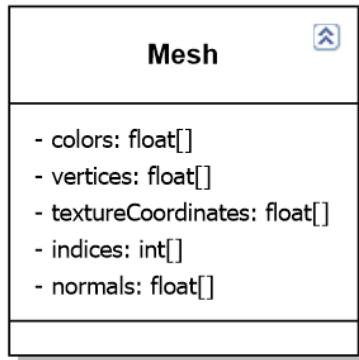 Mesh
- colors: float[]
- vertices: float[]
- textureCoordinates: float[]
- indices: int[]
- normals: float[]